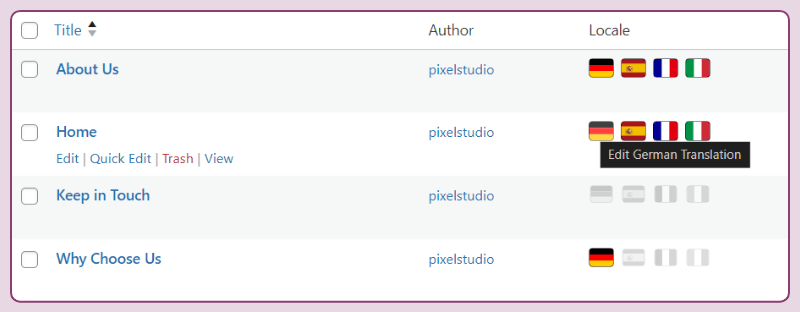 Title Author Locale
About Us pixelstudio
Home pixelstudio
Edit | Quick Edit | Trash | View
Edit German Translation
Keep in Touch pixelstudio
Why Choose Us pixelstudio